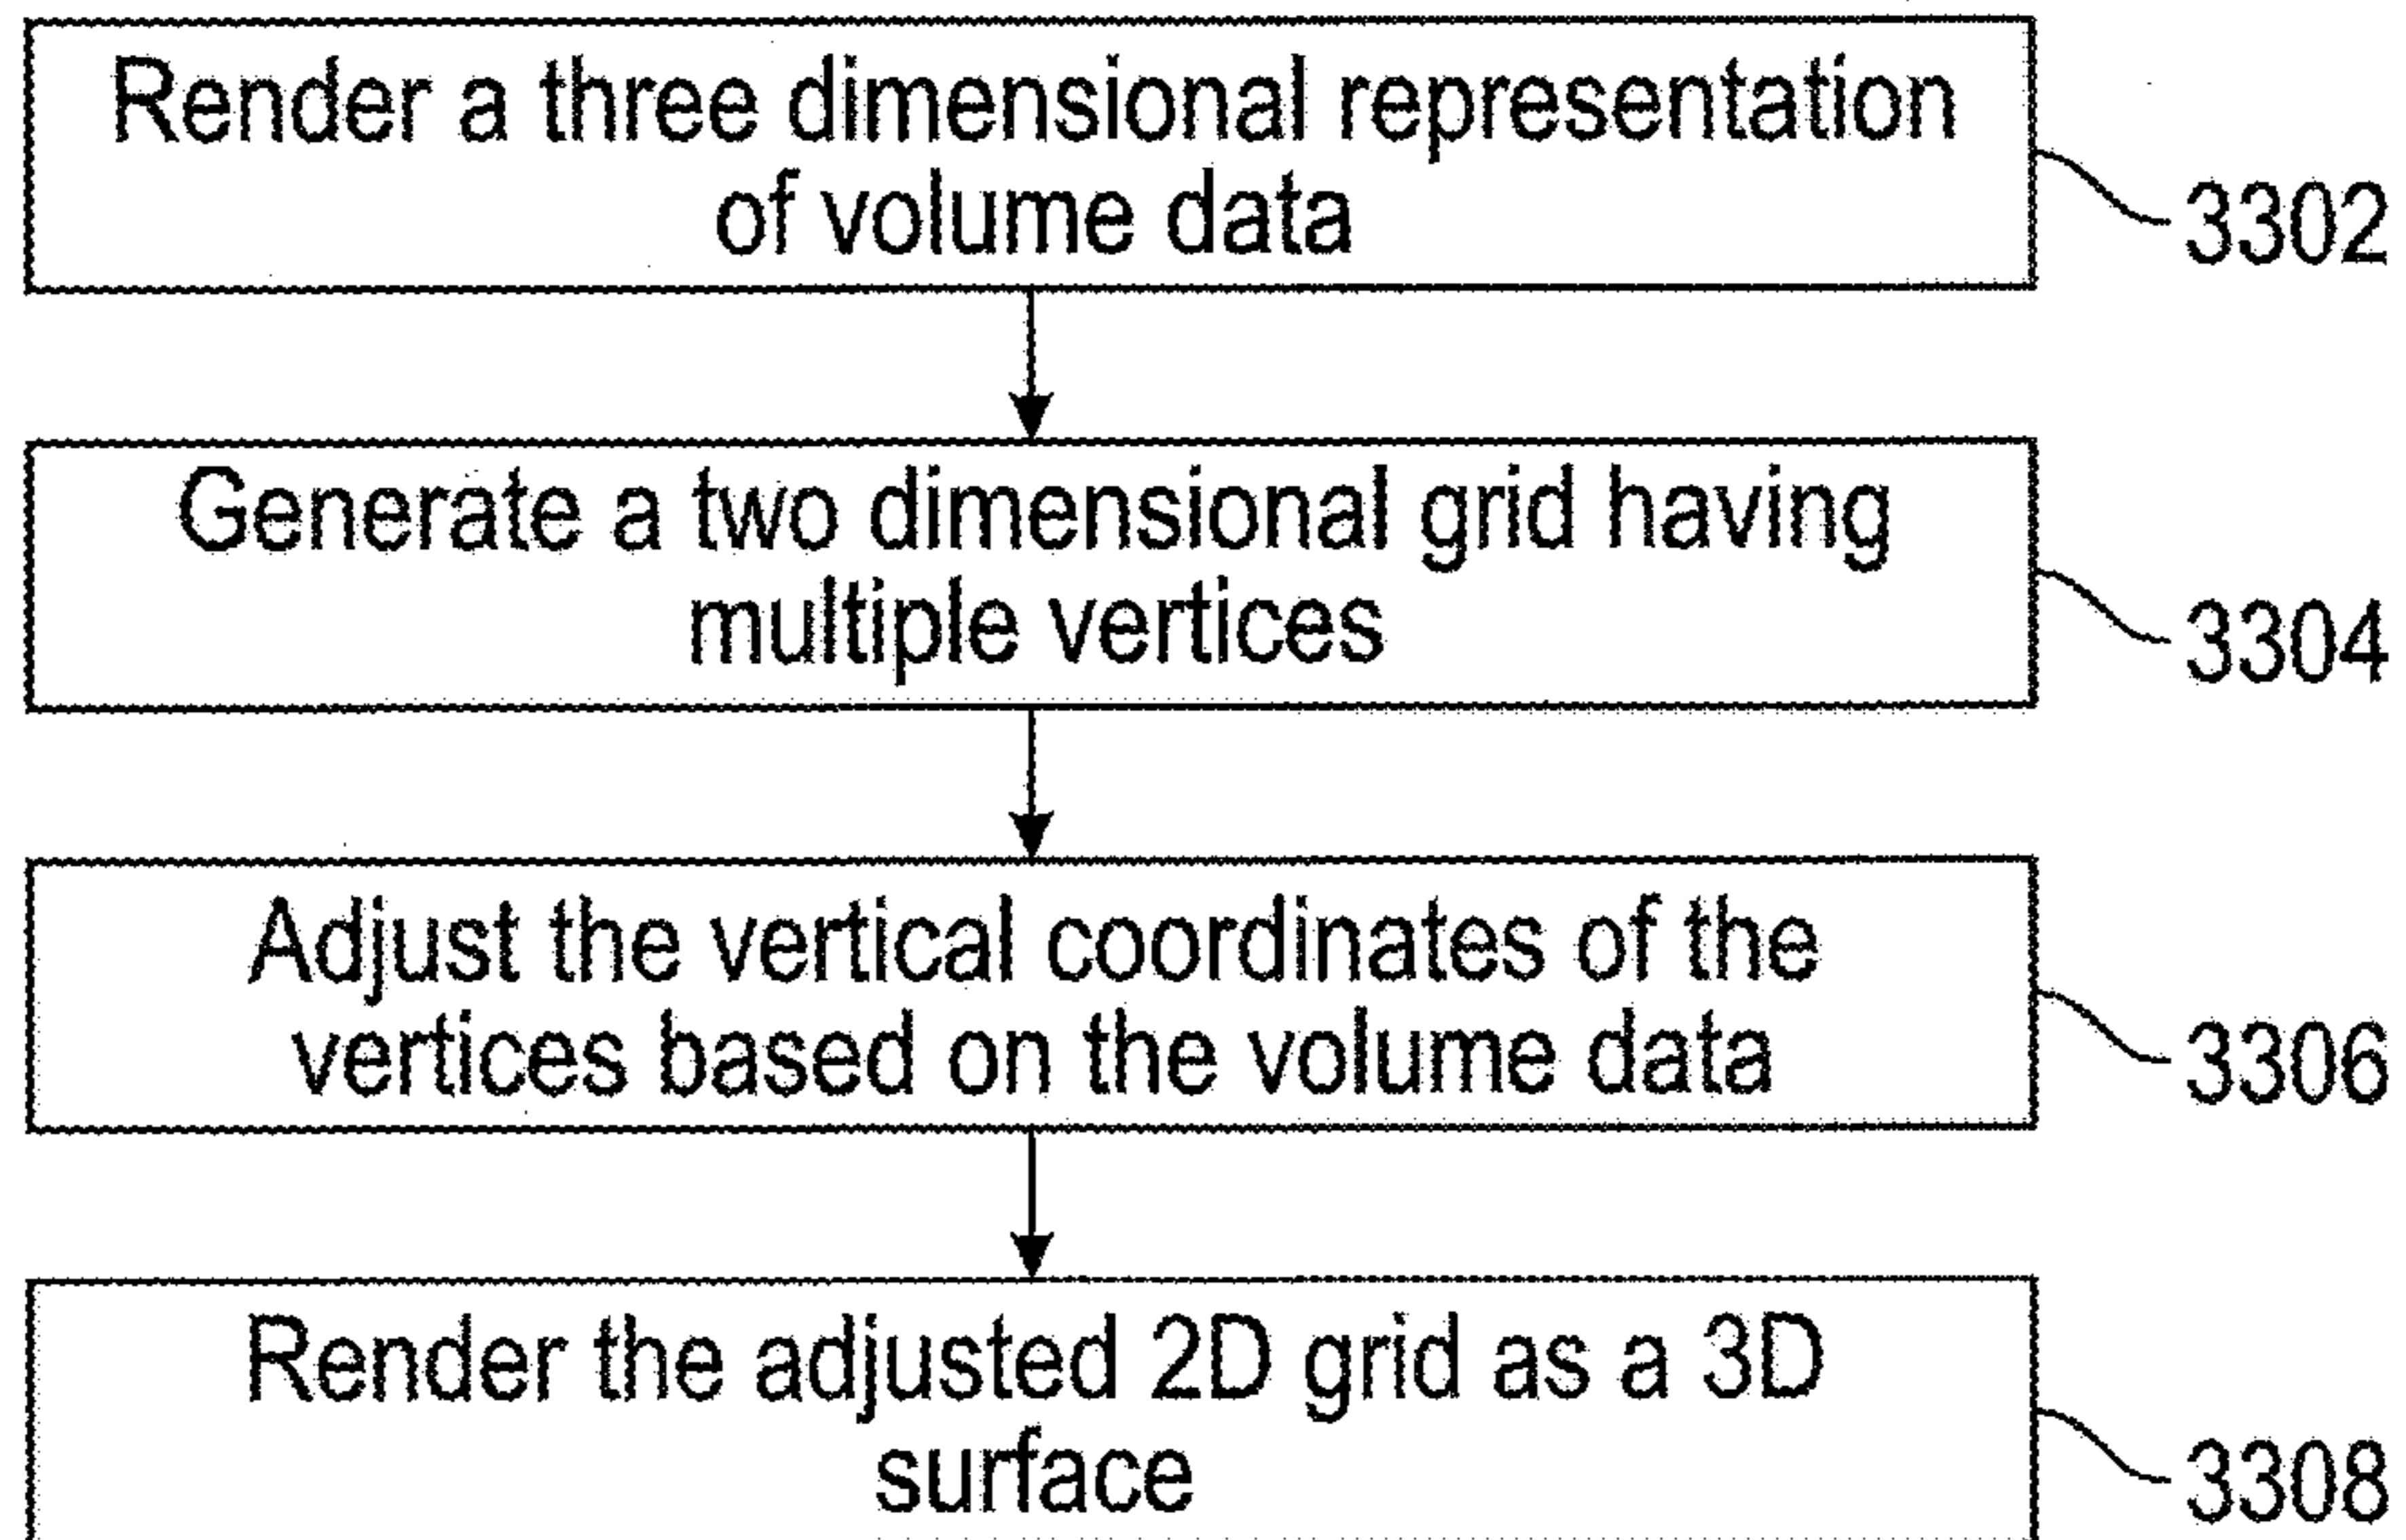 Render a three dimensional representation
of volume data
3302
Generate a two dimensional grid having
multiple vertices
3304
Adjust the vertical coordinates of the
vertices based on the volume data
3306
Render the adjusted 2D grid as a 3D
surface
3308